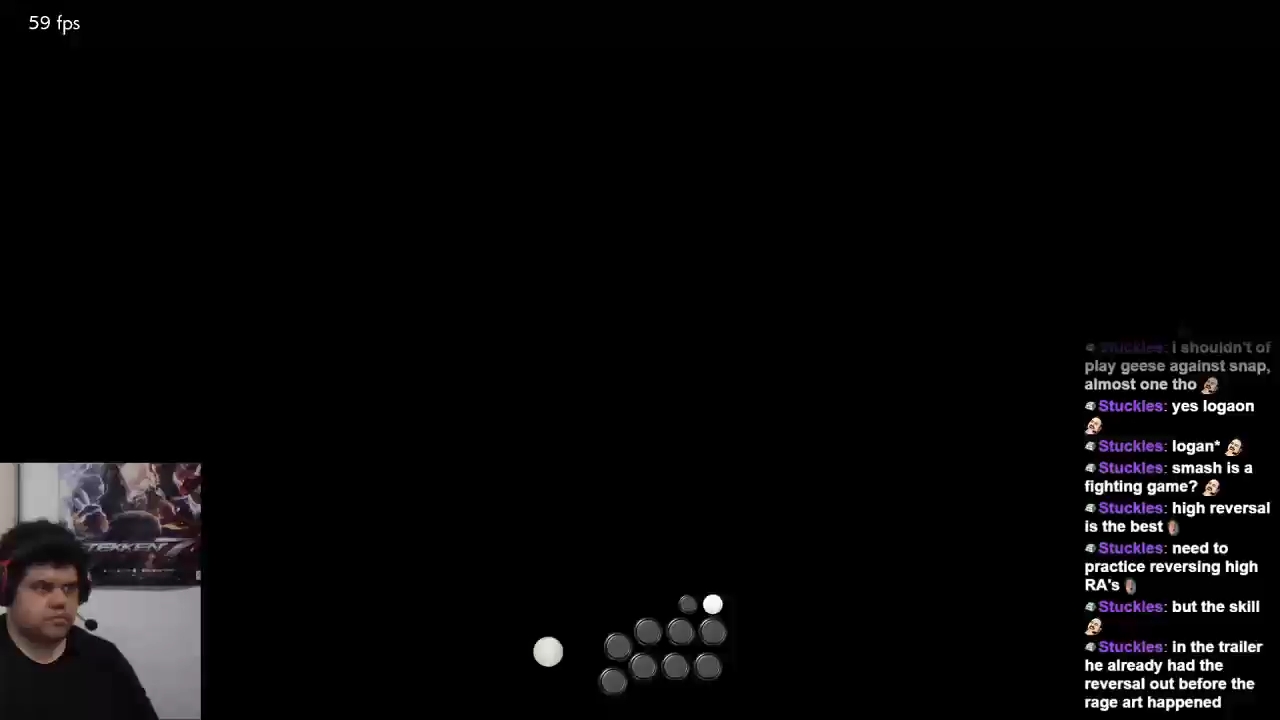 59 fps
Stuckles: i shouldn't of
play geese against snap,
almost one tho
Stuckles: yes logaon
Stuckles: logan*
Stuckles: smash is a
fighting game?
Stuckles: high reversal
is the best
Stuckles: need to
practice reversing high
RA's
Stuckles: but the skill
Stuckles: in the trailer
he already had the
reversal out before the
rage art happened
TEKKEN 7